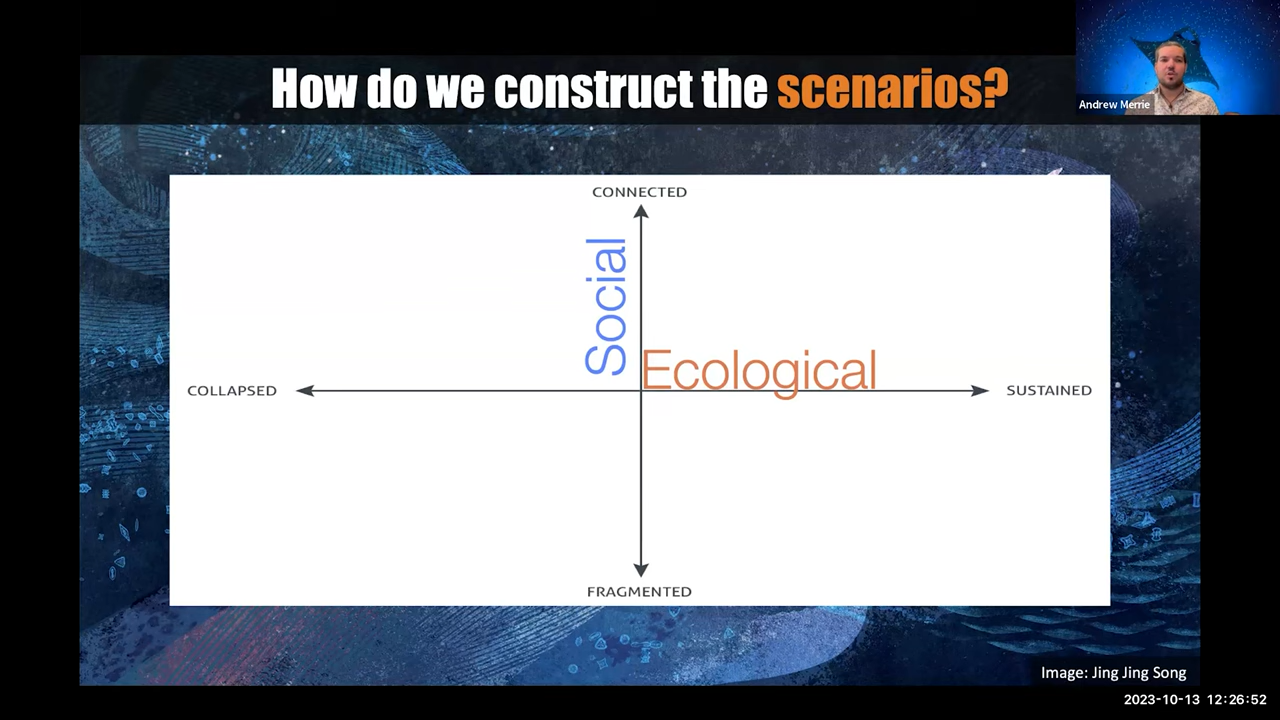 How do we construct the scenarios?
Andrew Merrie
CONNECTED
Social
Ecological
COLLAPSED
SUSTAINED
FRAGMENTED
Image: Jing Jing Song
2023-10-13 12:26:52